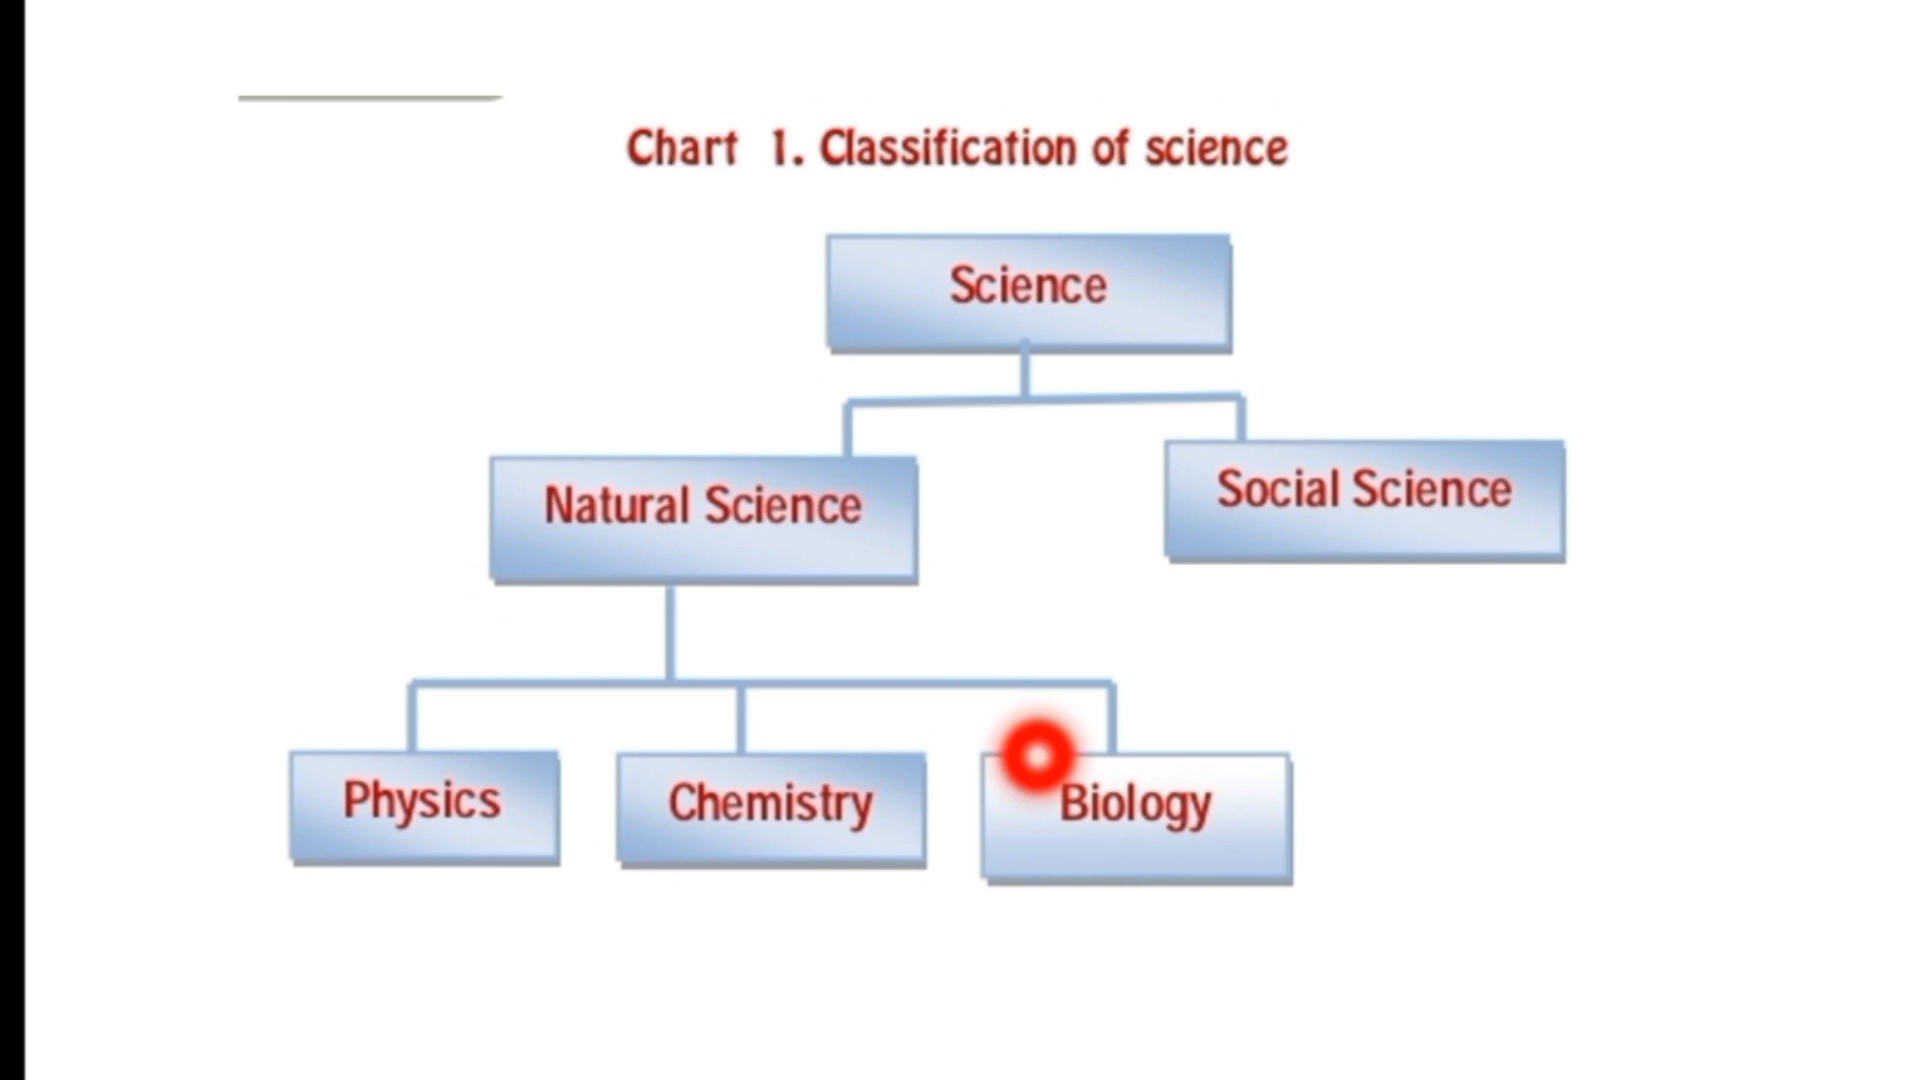 Chart 1. Classification of science
Science
Natural Science
Social Science
Physics
Chemistry
Biology